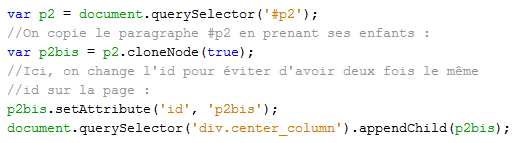 var p2 = document.querySelector('#p2');
//On copie le paragraphe #p2 en prenant ses enfants :
var p2bis = p2.cloneNode(true);
//Ici, on change l'id pour éviter d'avoir deux fois le même
//id sur la page :
p2bis.setAttribute('id', 'p2bis');
document.querySelector('div.center_column').appendChild(p2bis);